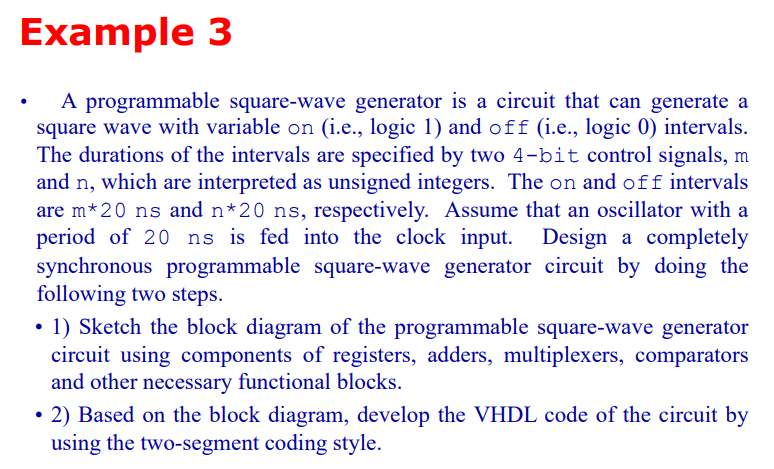 Example 3
• A programmable square-wave generator is a circuit that can generate a
square wave with variable on (i.e., logic 1) and off (i.e., logic 0) intervals.
The durations of the intervals are specified by two 4-bit control signals, m
and n, which are interpreted as unsigned integers. The on and off intervals
are m*20 ns and n*20 ns, respectively. Assume that an oscillator with a
period of 20 ns is fed into the clock input. Design a completely
synchronous programmable square-wave generator circuit by doing the
following two steps.
• 1) Sketch the block diagram of the programmable square-wave generator
circuit using components of registers, adders, multiplexers, comparators
and other necessary functional blocks.
• 2) Based on the block diagram, develop the VHDL code of the circuit by
using the two-segment coding style.